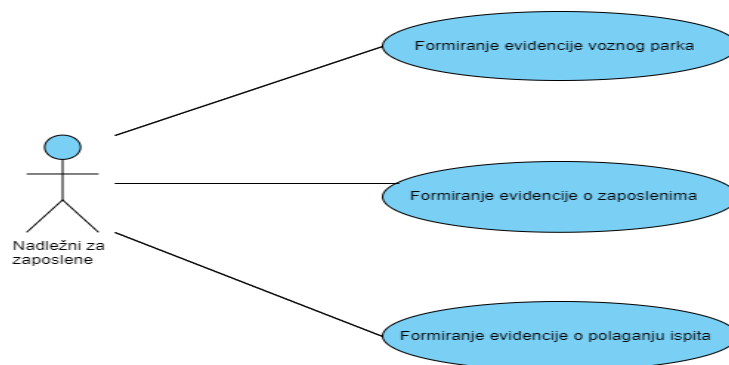 Formiranje evidencije voznog parka
Formiranje evidencije o zaposlenima
Nadležni za
zaposlene
Formiranje evidencije o polaganju ispita